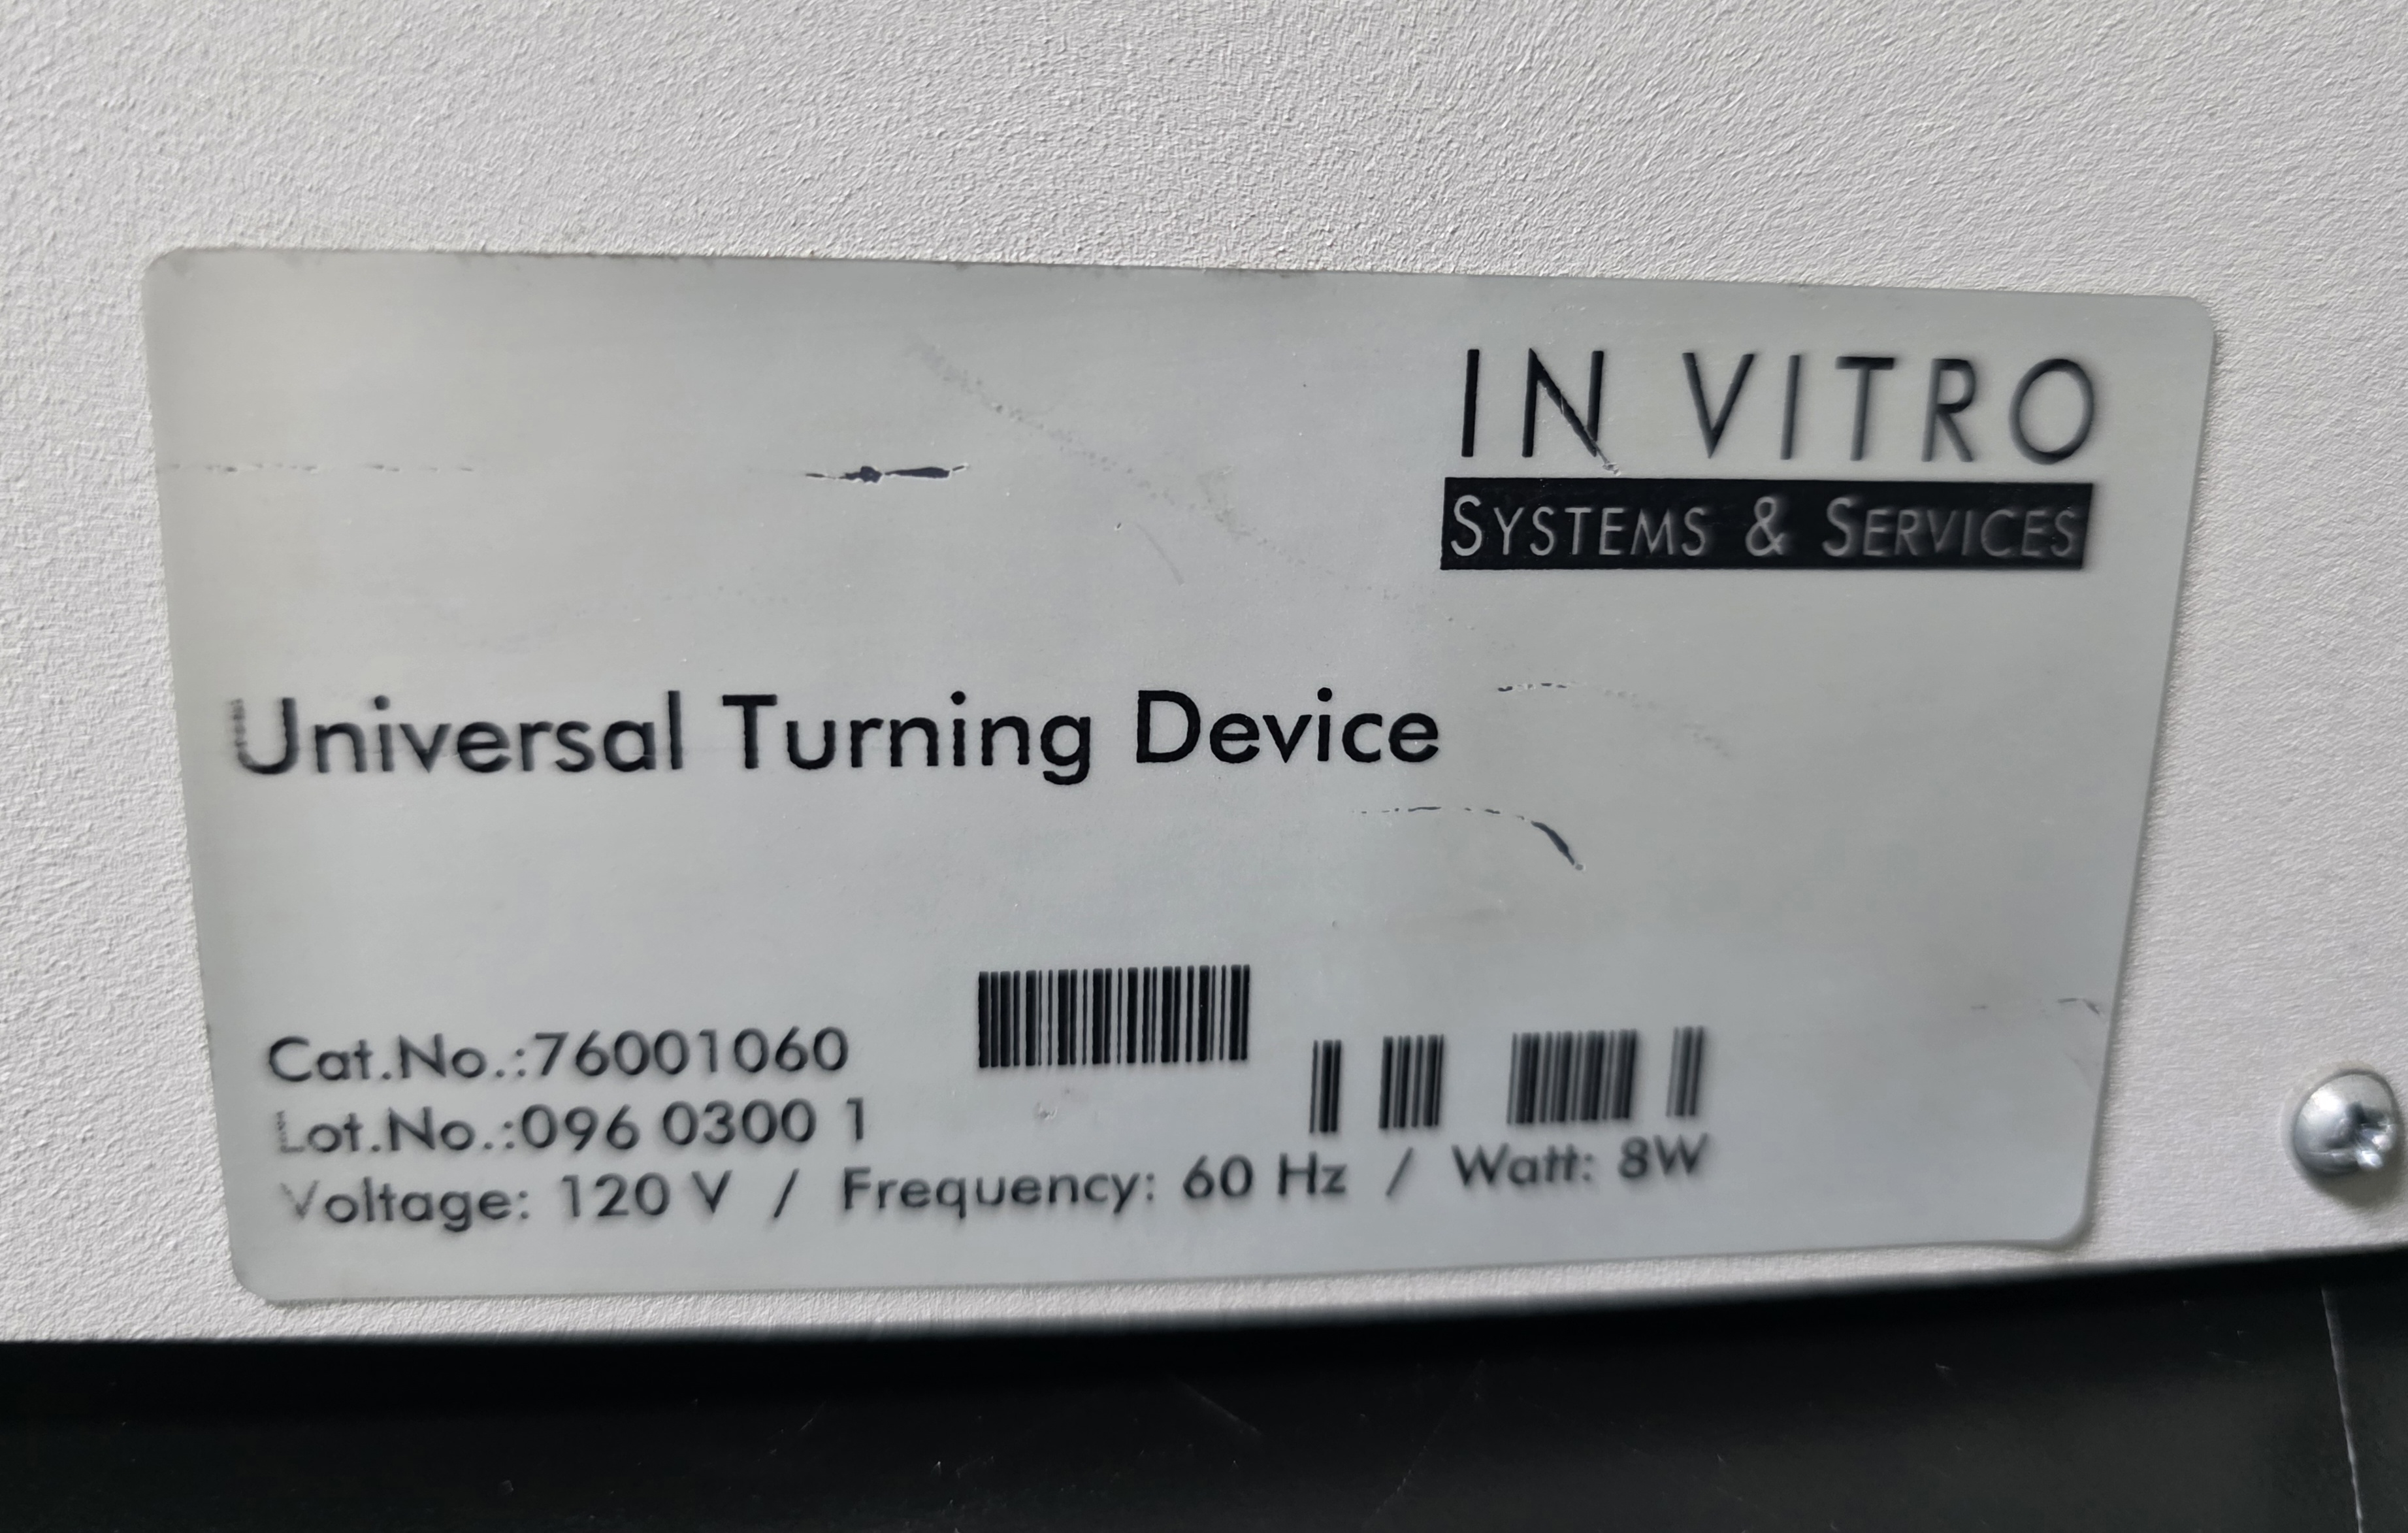 IN VITRO
SYSTEMS & SERVICES
Universal Turning Device
Cat.No.:76001060
Lot.No.:096 0300 1
Voltage: 120 V / Frequency: 60 Hz / Watt: 8W